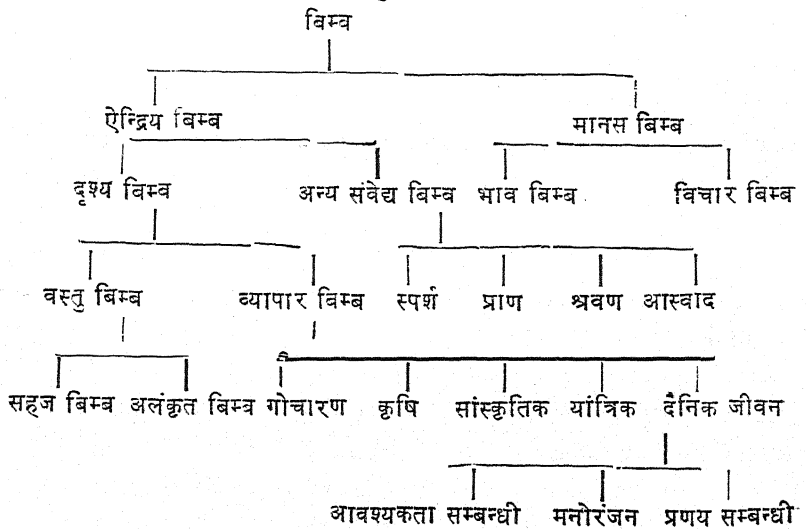 बिम्व
ऐन्द्रिय बिम्ब मानस बिम्ब
दृश्य बिम्व अन्य संवेद्य बिम्व भाव बिम्ब विचार बिम्ब
वस्तु बिम्ब व्यापार बिम्ब स्पर्श प्राण श्रवण आस्वाद
सहज बिम्ब अलंकृत बिम्ब गोचारण कृषि सांस्कृतिक यांत्रिक दैनिक जीवन
आवश्यकता सम्बन्धी मनोरंजन प्रणय सम्बन्धी